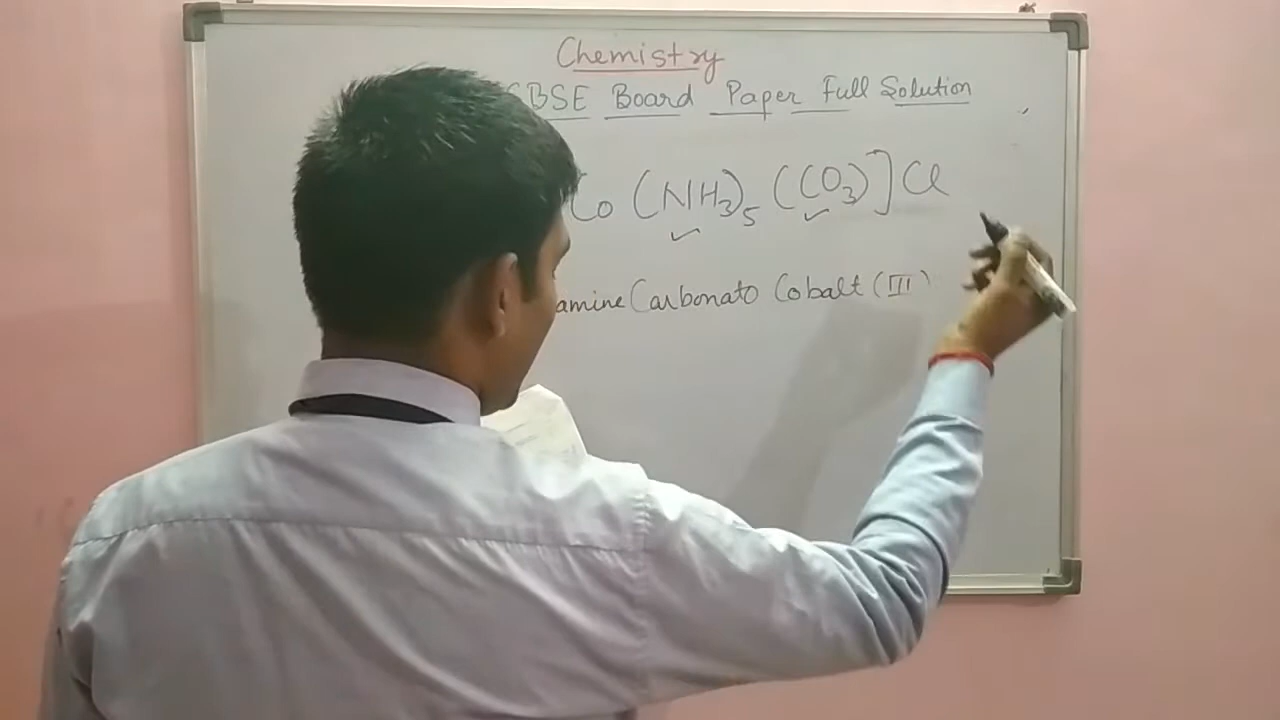 Chemistry
CBSE Board Paper Full Solution
Co (NH3)5 (CO3)] Cl
amine Carbonato Cobalt (III)